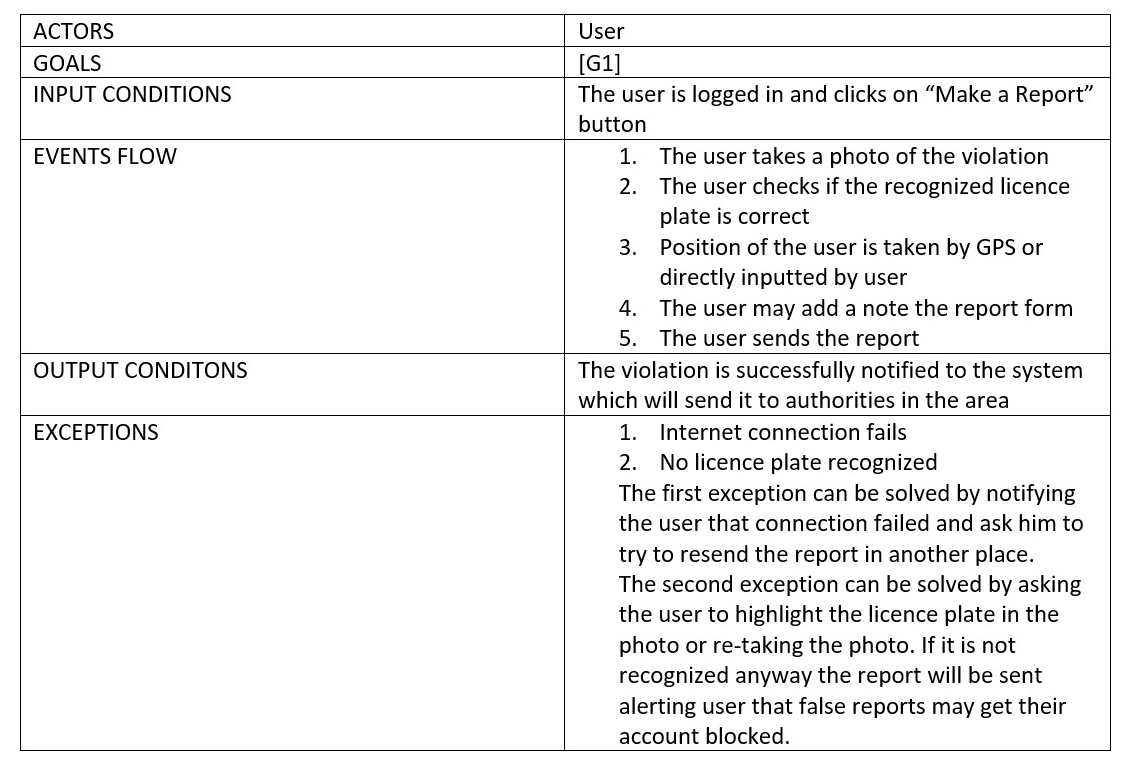 ACTORS
User
GOALS
[G1]
INPUT CONDITIONS
The user is logged in and clicks on “Make a Report”
button
EVENTS FLOW
1. The user takes a photo of the violation
2. The user checks if the recognized licence
plate is correct
3. Position of the user is taken by GPS or
directly inputted by user
4. The user may add a note the report form
5. The user sends the report
OUTPUT CONDITONS
The violation is successfully notified to the system
which will send it to authorities in the area
EXCEPTIONS
1. Internet connection fails
2. No licence plate recognized
The first exception can be solved by notifying
the user that connection failed and ask him to
try to resend the report in another place.
The second exception can be solved by asking
the user to highlight the licence plate in the
photo or re-taking the photo. If it is not
recognized anyway the report will be sent
alerting user that false reports may get their
account blocked.